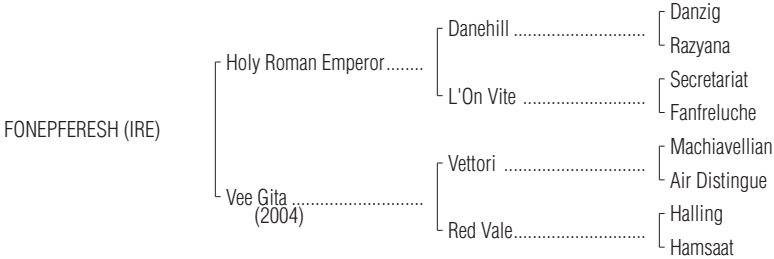 Danzig
Danehill ............................
Razyana
Holy Roman Emperor........
Secretariat
L'On Vite ..........................
Fanfreluche
FONEPFERESH (IRE)
Machiavellian
Vettori ..............................
Air Distingue
Vee Gita ............................
(2004)
Halling
Red Vale............................
Hamsaat